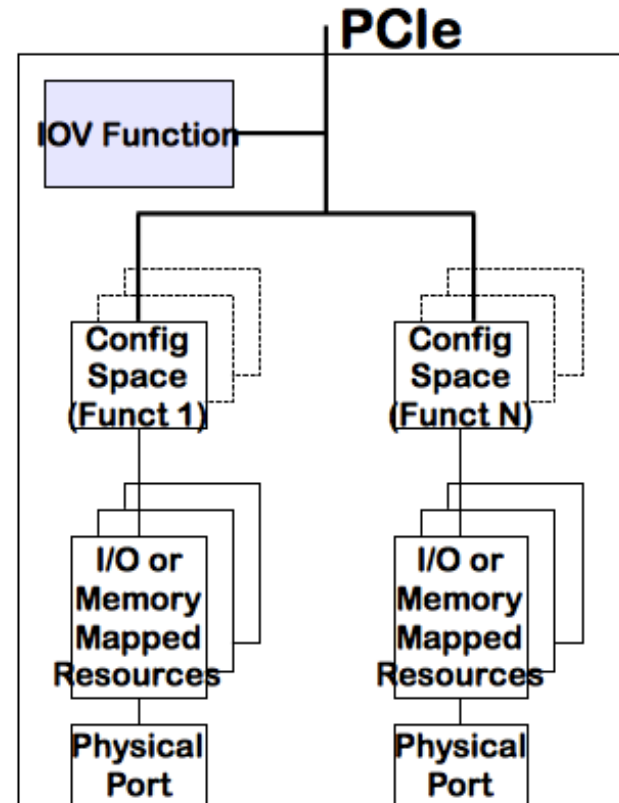 PCIe
IOV Function
Config
Space
(Funct 1)
Config
Space
(Funct N)
I/O or
Memory
Mapped
Resources
I/O or
Memory
Mapped
Resources
Physical
Port
Physical
Port